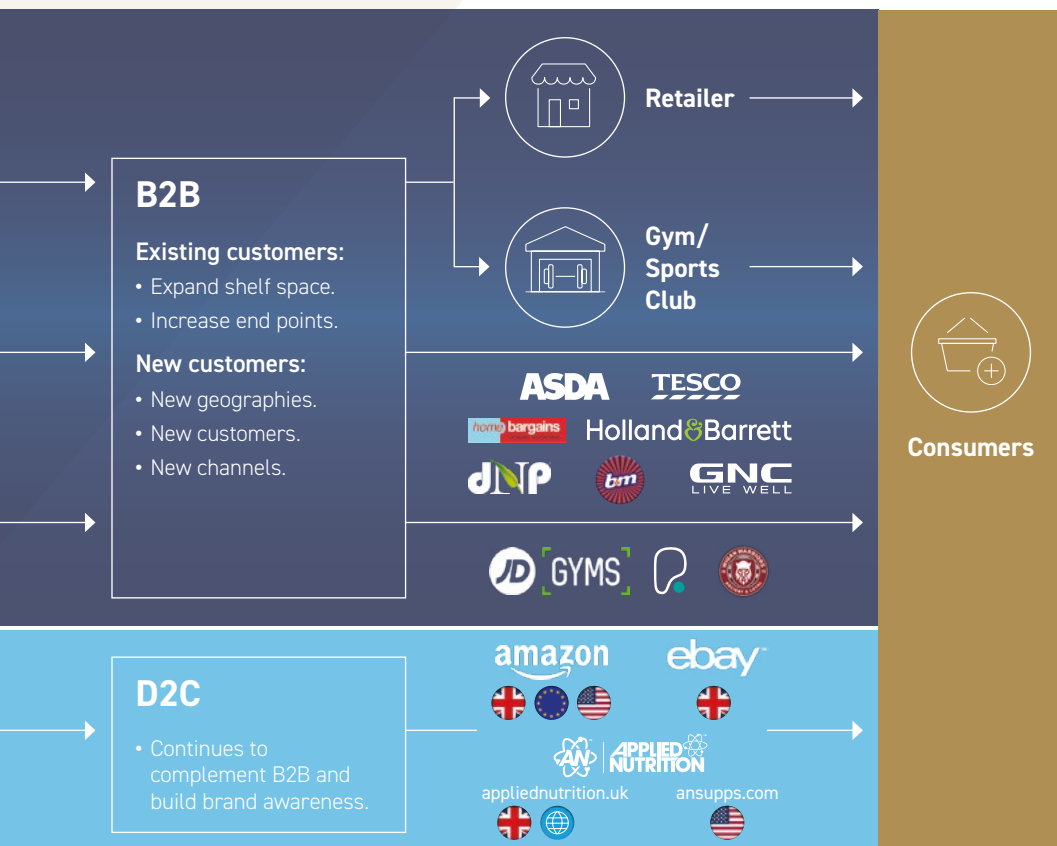 Retailer
B2B
Existing customers:
• Expand shelf space.
• Increase end points.
New customers:
• New geographies.
• New customers.
• New channels.
Gym/
Sports
Club
ASDA
TESCO
home bargains
Holland&Barrett
dNP
bm
GNC
LIVE WELL
JD GYMS
Consumers
D2C
• Continues to
complement B2B and
build brand awareness.
amazon
ebay™
AN APPLIED
NUTRITION
appliednutrition.uk
ansupps.com